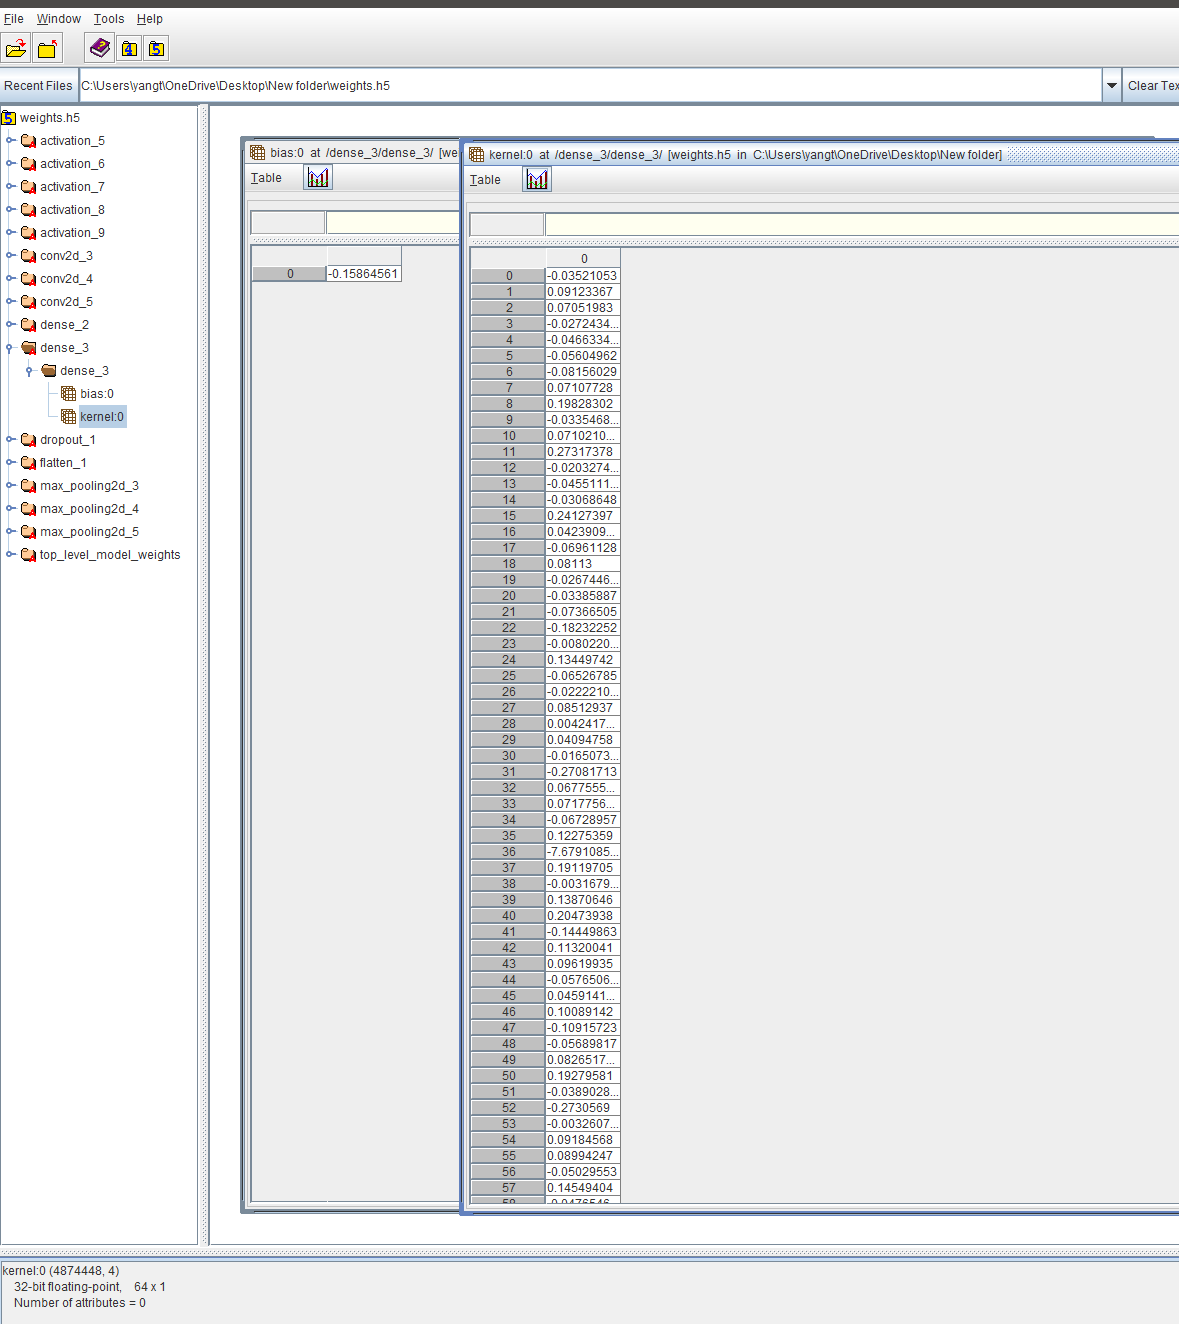 File Window Tools Help
4 5
Recent Files C:\Users\yangt\OneDrive\Desktop\New folder\weights.h5 Clear Tex
5 weights.h5
activation_5
activation_6
activation_7
activation_8
activation_9
conv2d_3
conv2d_4
conv2d_5
dense_2
dense_3
dense_3
bias:0
kernel:0
dropout_1
flatten_1
max_pooling2d_3
max_pooling2d_4
max_pooling2d_5
top_level_model_weights
bias:0 at /dense_3/dense_3/ [we
Table
0 -0.15864561
kernel:0 at /dense_3/dense_3/ [weights.h5 in C:\Users\yangt\OneDrive\Desktop\New folder]
Table
0
0 -0.03521053
1 0.09123367
2 0.07051983
3 -0.0272434...
4 -0.0466334...
5 -0.05604962
6 -0.08156029
7 0.07107728
8 0.19828302
9 -0.0335468...
10 0.0710210...
11 0.27317378
12 -0.0203274...
13 -0.0455111...
14 -0.03068648
15 0.24127397
16 0.0423909...
17 -0.06961128
18 0.08113
19 -0.0267446...
20 -0.03385887
21 -0.07366505
22 -0.18232252
23 -0.0080220...
24 0.13449742
25 -0.06526785
26 -0.0222210...
27 0.08512937
28 0.0042417...
29 0.04094758
30 -0.0165073...
31 -0.27081713
32 0.0677555...
33 0.0717756...
34 -0.06728957
35 0.12275359
36 -7.6791085...
37 0.19119705
38 -0.0031679...
39 0.13870646
40 0.20473938
41 -0.14449863
42 0.11320041
43 0.09619935
44 -0.0576506...
45 0.0459141...
46 0.10089142
47 -0.10915723
48 -0.05689817
49 0.0826517...
50 0.19279581
51 -0.0389028...
52 -0.2730569
53 -0.0032607...
54 0.09184568
55 0.08994247
56 -0.05029553
57 0.14549404
kernel:0 (4874448, 4)
32-bit floating-point, 64 x 1
Number of attributes = 0